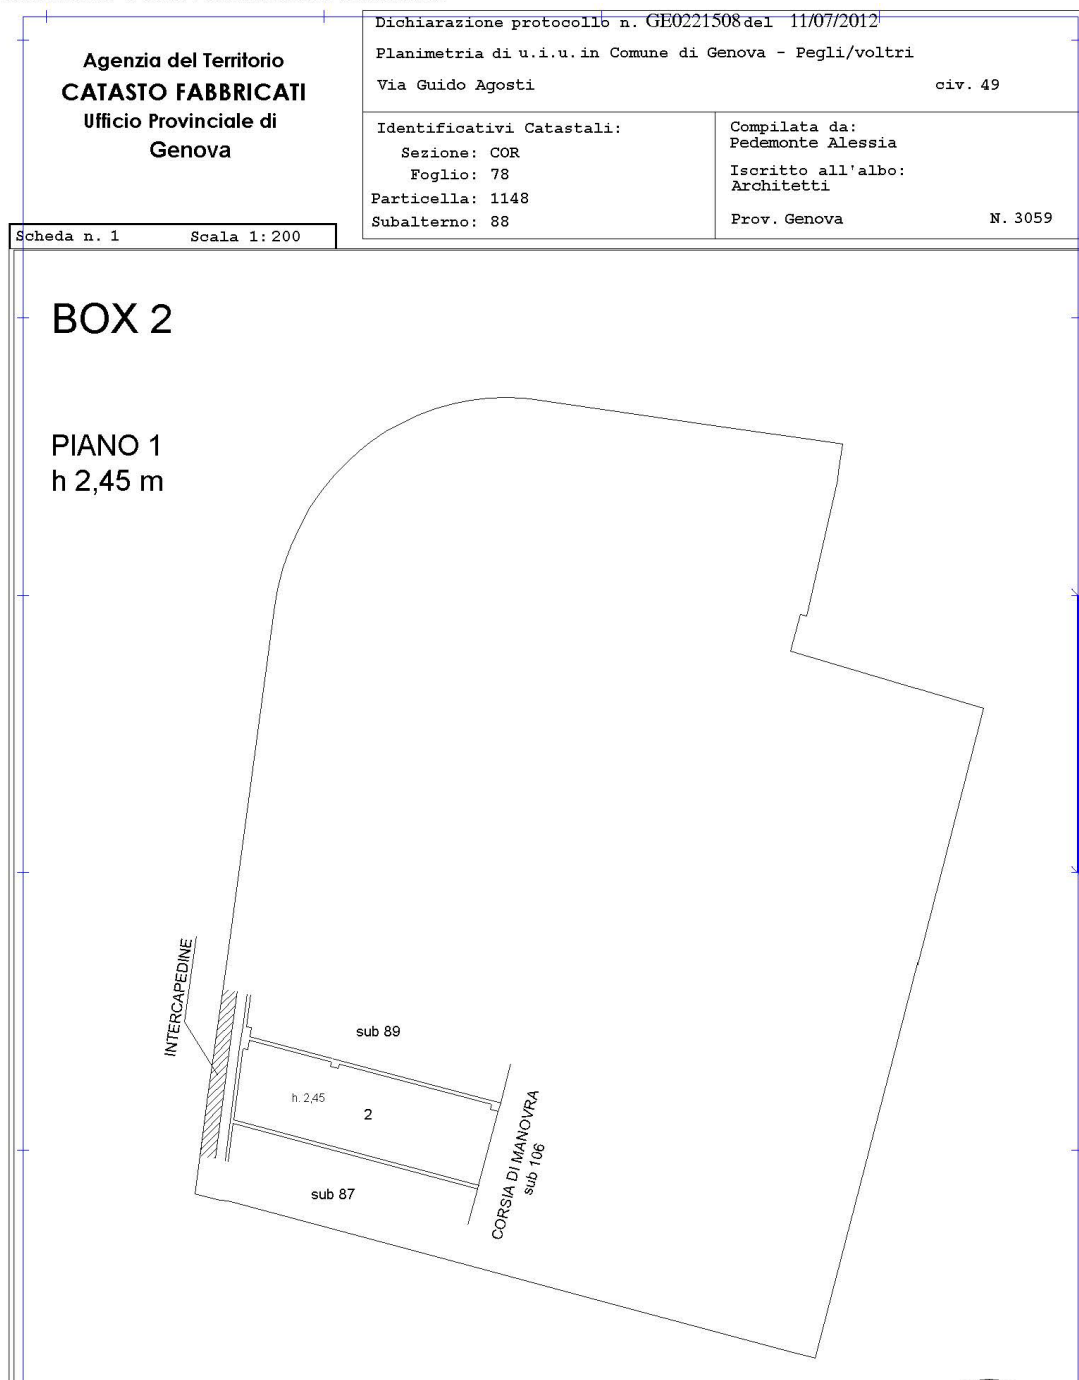 Agenzia del Territorio
CATASTO FABBRICATI
Ufficio Provinciale di
Genova
Dichiarazione protocollo n. GE0221508 del 11/07/2012
Planimetria di u.i.u. in Comune di Genova - Pegli/voltri
Via Guido Agosti civ. 49
Identificativi Catastali:
Sezione: COR
Foglio: 78
Particella: 1148
Subalterno: 88
Compilata da:
Pedemonte Alessia
Iscritto all'albo:
Architetti
Prov. Genova N. 3059
Scheda n. 1 Scala 1:200
BOX 2
PIANO 1
h 2,45 m
INTERCAPEDINE
sub 89
h. 2,45
2
CORSIA DI MANOVRA
sub 106
sub 87